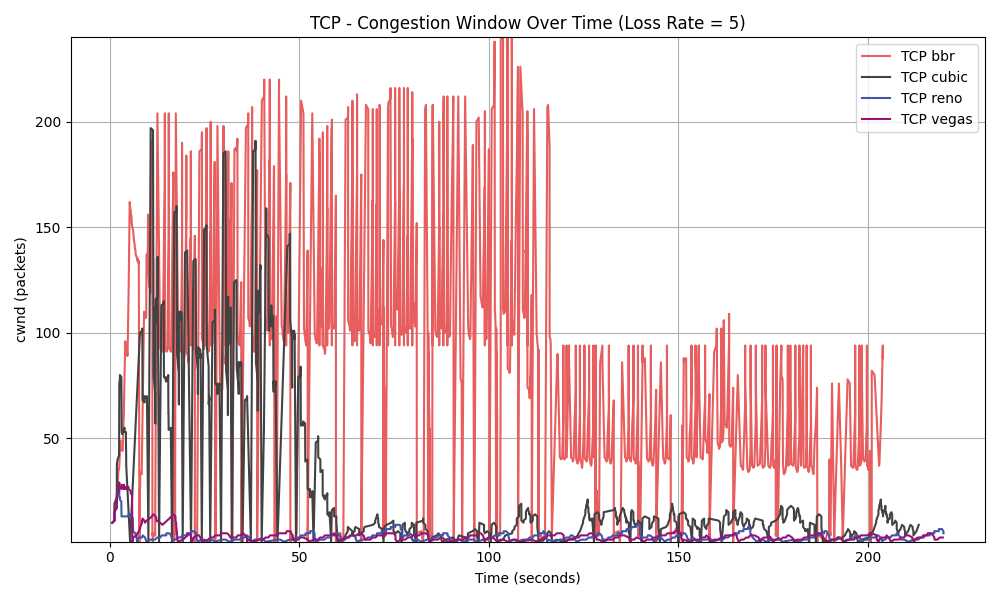 TCP - Congestion Window Over Time (Loss Rate = 5)
TCP bbr
TCP cubic
TCP reno
TCP vegas
cwnd (packets)
200
150
100
50
0
50
100
150
200
Time (seconds)